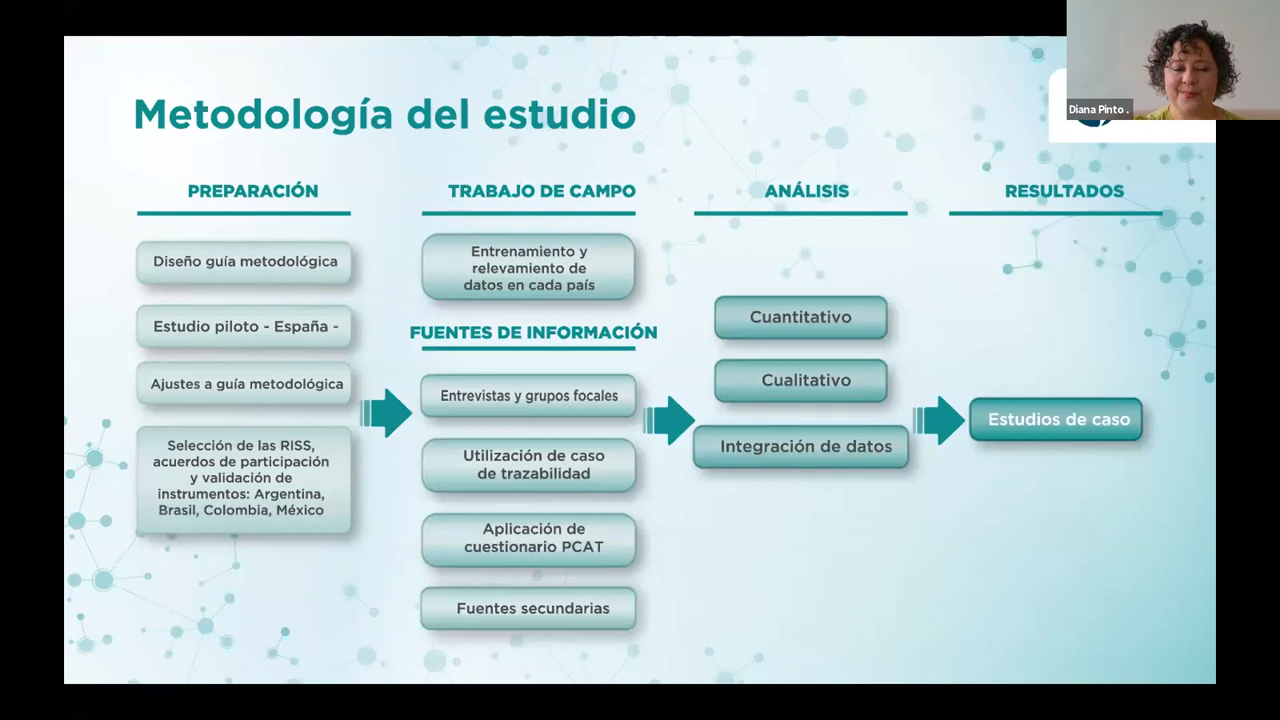 Metodología del estudio
Diana Pinto .
PREPARACIÓN
Diseño guía metodológica
Estudio piloto - España -
Ajustes a guía metodológica
Selección de las RISS,
acuerdos de participación
y validación de
instrumentos: Argentina,
Brasil, Colombia, México
TRABAJO DE CAMPO
Entrenamiento y
relevamiento de
datos en cada país
FUENTES DE INFORMACIÓN
Entrevistas y grupos focales
Utilización de caso
de trazabilidad
Aplicación de
cuestionario PCAT
Fuentes secundarias
ANÁLISIS
Cuantitativo
Cualitativo
Integración de datos
RESULTADOS
Estudios de caso